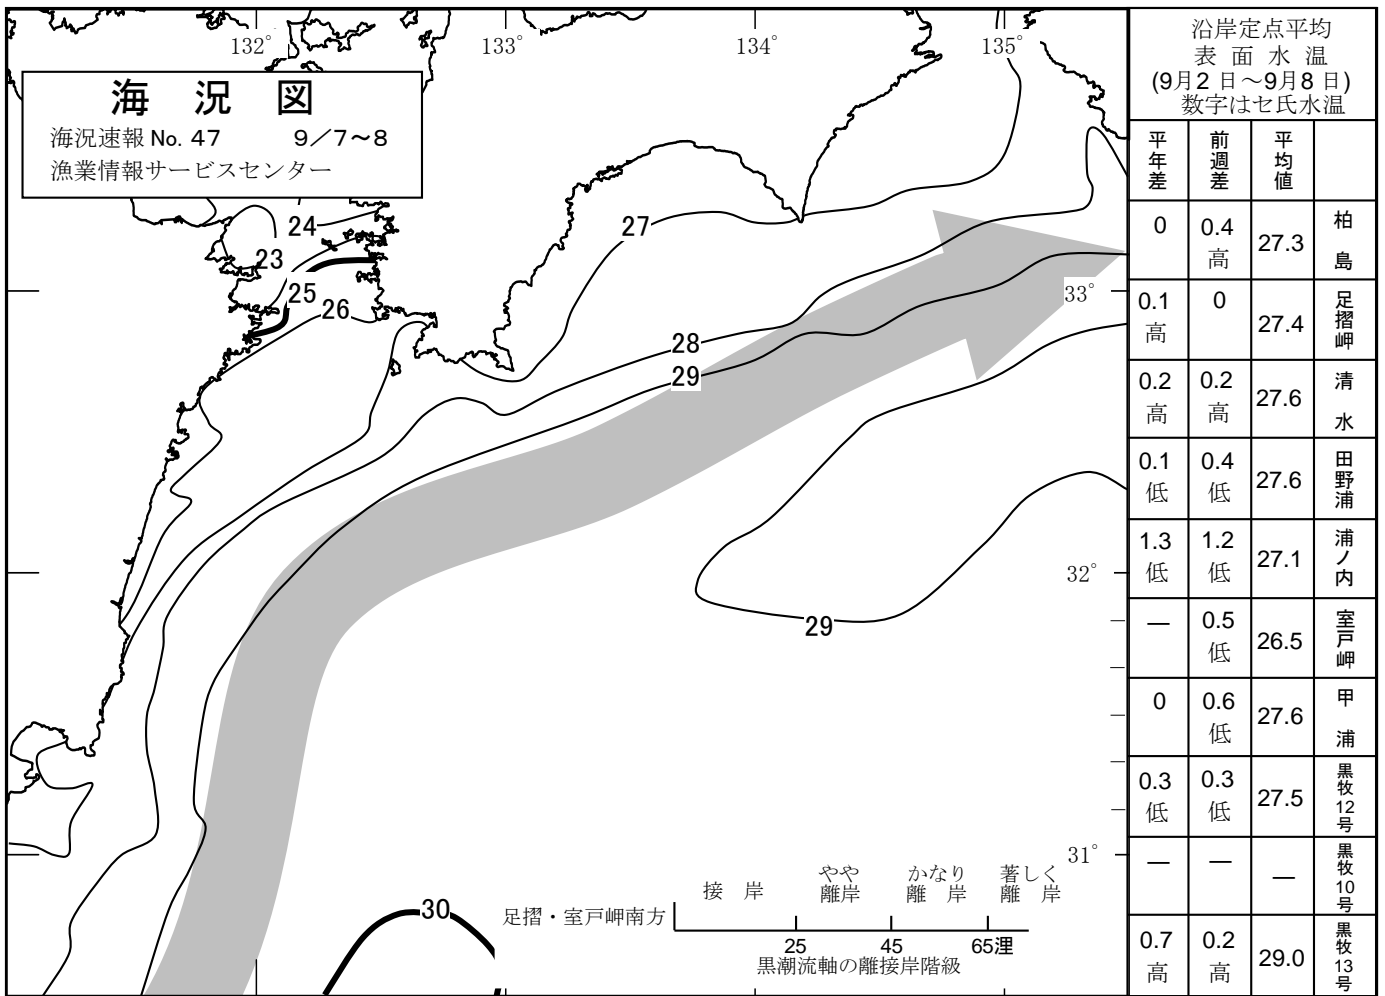 132°
133°
134°
135°
海 況 図
海況速報 No. 47 9／7～8
漁業情報サービスセンター
24
23
25
26
27
28
29
33°
32°
29
31°
30
足摺・室戸岬南方
接 岸
やや
離岸
かなり
離 岸
著しく
離 岸
25 45 65浬
黒潮流軸の離接岸階級
沿岸定点平均
表 面 水 温
(9月2 日～9月8 日)
数字はセ氏水温
平年差 前週差 平均値
0 0.4高 27.3 柏島
0.1高 0 27.4 足摺岬
0.2高 0.2高 27.6 清水
0.1低 0.4低 27.6 田野浦
1.3低 1.2低 27.1 浦ノ内
― 0.5低 26.5 室戸岬
0 0.6低 27.6 甲浦
0.3低 0.3低 27.5 黒牧12号
― ― ― 黒牧10号
0.7高 0.2高 29.0 黒牧13号